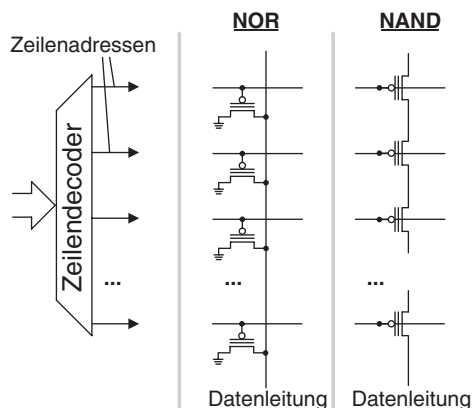 NOR
NAND
Zeilenadressen
Zeilendecoder
...
...
...
Datenleitung
Datenleitung